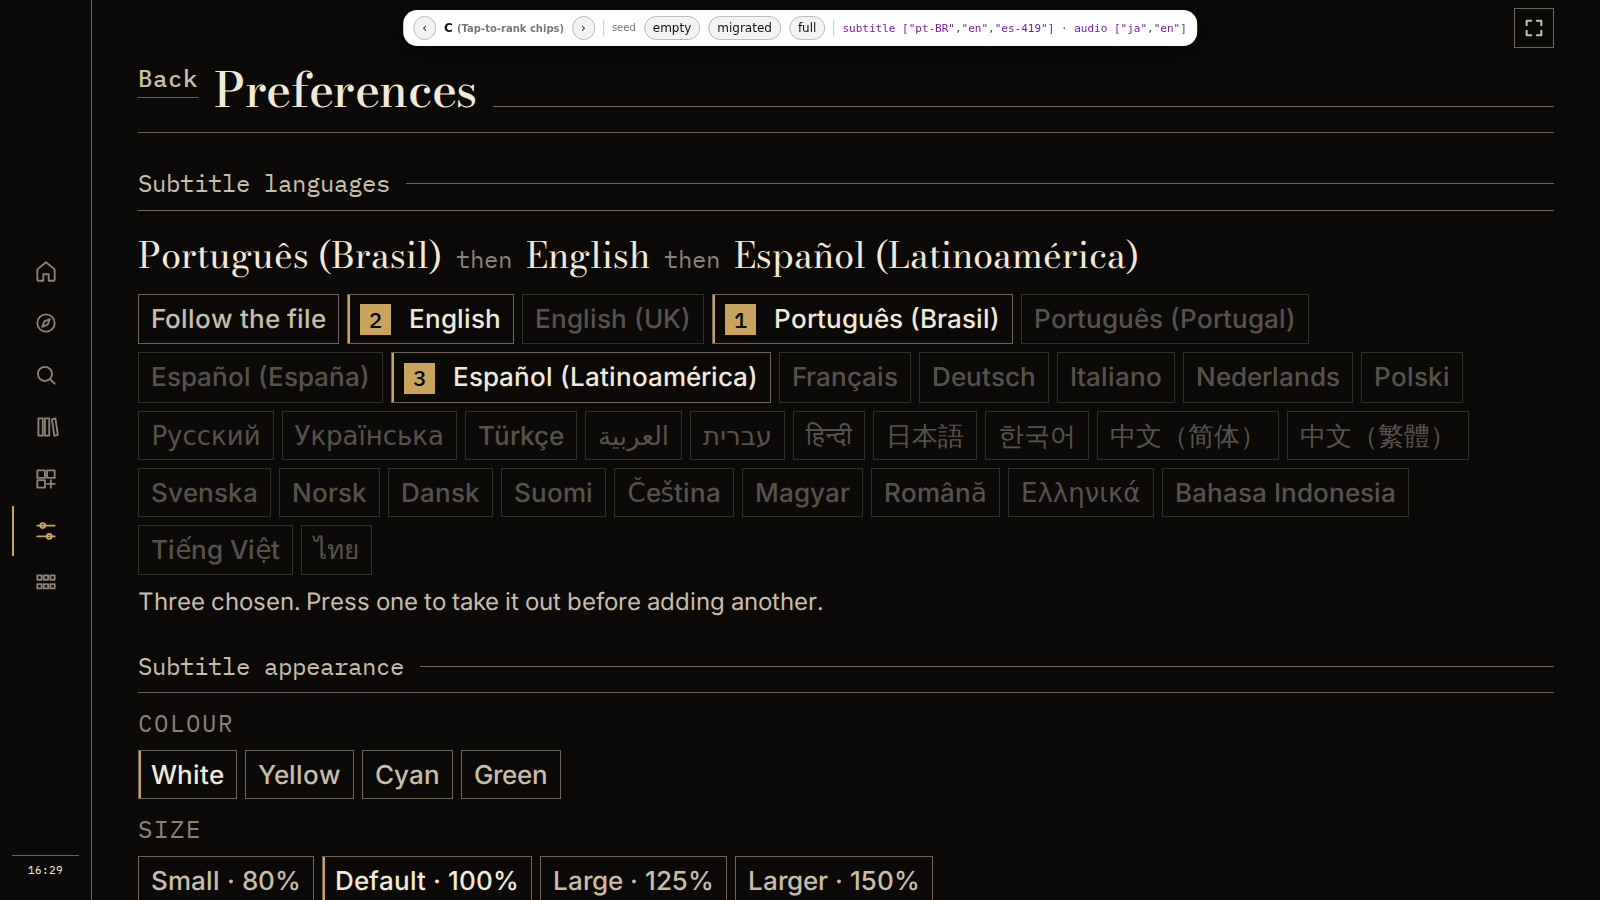 ‹ C (Tap-to-rank chips) › seed empty migrated full subtitle ["pt-BR","en","es-419"] · audio ["ja","en"]
Back Preferences
Subtitle languages
Português (Brasil) then English then Español (Latinoamérica)
Follow the file 2 English English (UK) 1 Português (Brasil) Português (Portugal)
Español (España) 3 Español (Latinoamérica) Français Deutsch Italiano Nederlands Polski
Русский Українська Türkçe العربية עברית हिन्दी 日本語 한국어 中文（简体） 中文（繁體）
Svenska Norsk Dansk Suomi Čeština Magyar Română Ελληνικά Bahasa Indonesia
Tiếng Việt ไทย
Three chosen. Press one to take it out before adding another.
Subtitle appearance
COLOUR
White Yellow Cyan Green
SIZE
Small · 80% Default · 100% Large · 125% Larger · 150%
16:29